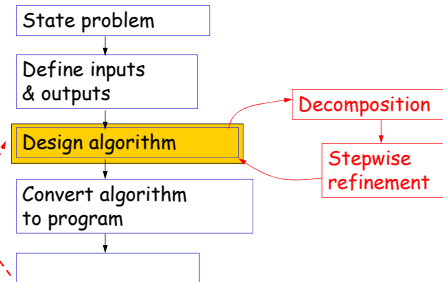 State problem
Define inputs
& outputs
Design algorithm
Decomposition
Stepwise
refinement
Convert algorithm
to program